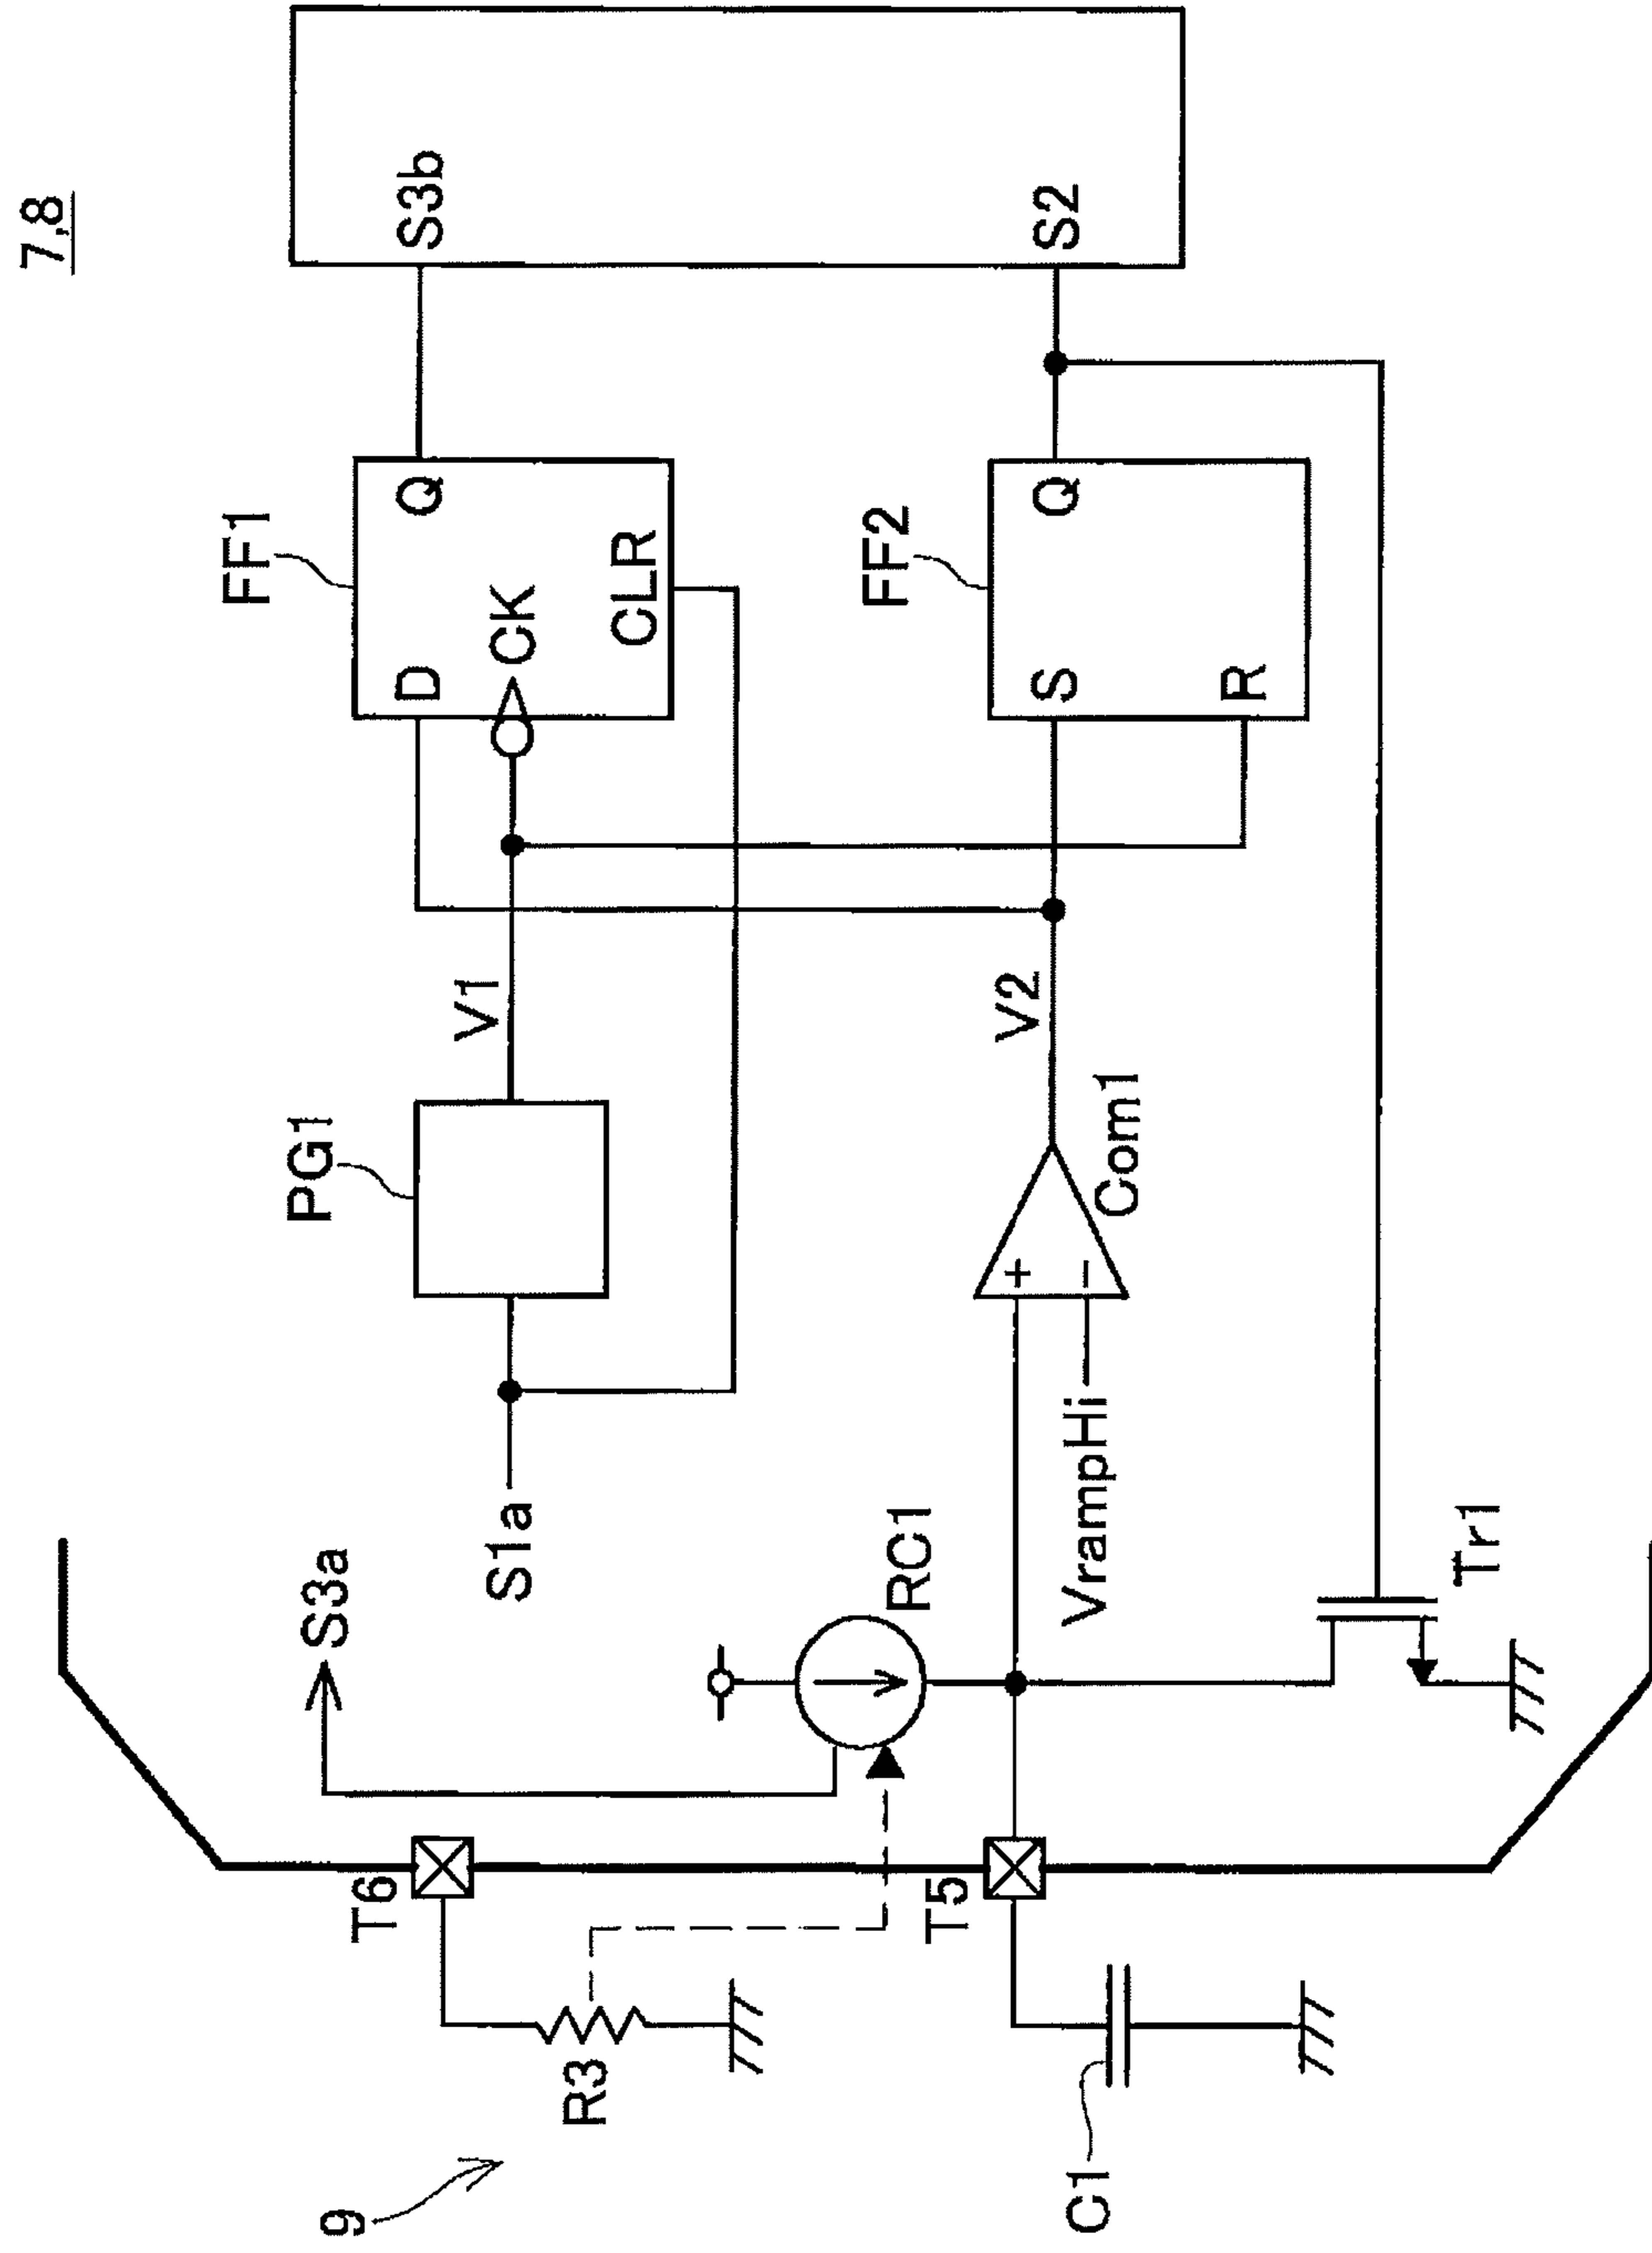 7,8
9
R3
T6
S3a
S1a
PG1
V1
FF1
D
Q
CK
CLR
S3b
RC1
C1
T5
VrampHi
+
−
Com1
V2
FF2
S
Q
R
S2
Tr1